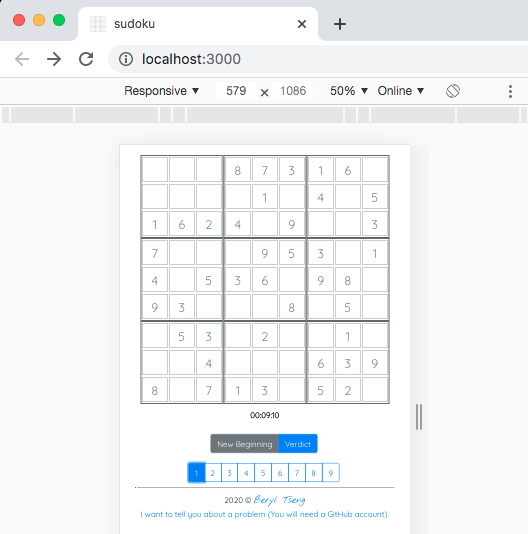 sudoku
localhost:3000
Responsive 579 x 1086 50% Online
8 7 3 1 6
1 4 5
1 6 2 4 9 3
7 9 5 3 1
4 5 3 6 9 8
9 3 8 5
5 3 2 1
4 6 3 9
8 7 1 3 5 2
00:09:10
New Beginning Verdict
1 2 3 4 5 6 7 8 9
2020 © Beryl Tseng
I want to tell you about a problem (You will need a GitHub account).